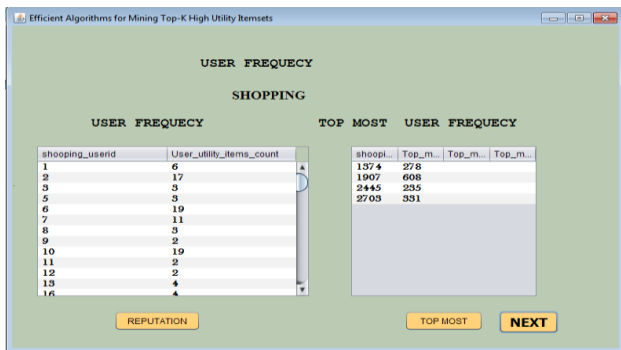 Efficient Algorithms for Mining Top-K High Utility Itemsets
USER FREQUECY
SHOPPING
USER FREQUECY
TOP MOST USER FREQUECY
shooping_userid User_utility_items_count
1 6
2 17
3 3
5 3
6 19
7 11
8 3
9 2
10 19
11 2
12 2
13 4
16 4
shoopi... Top_m... Top_m... Top_m...
1374 278
1907 608
2445 235
2703 331
REPUTATION
TOP MOST
NEXT